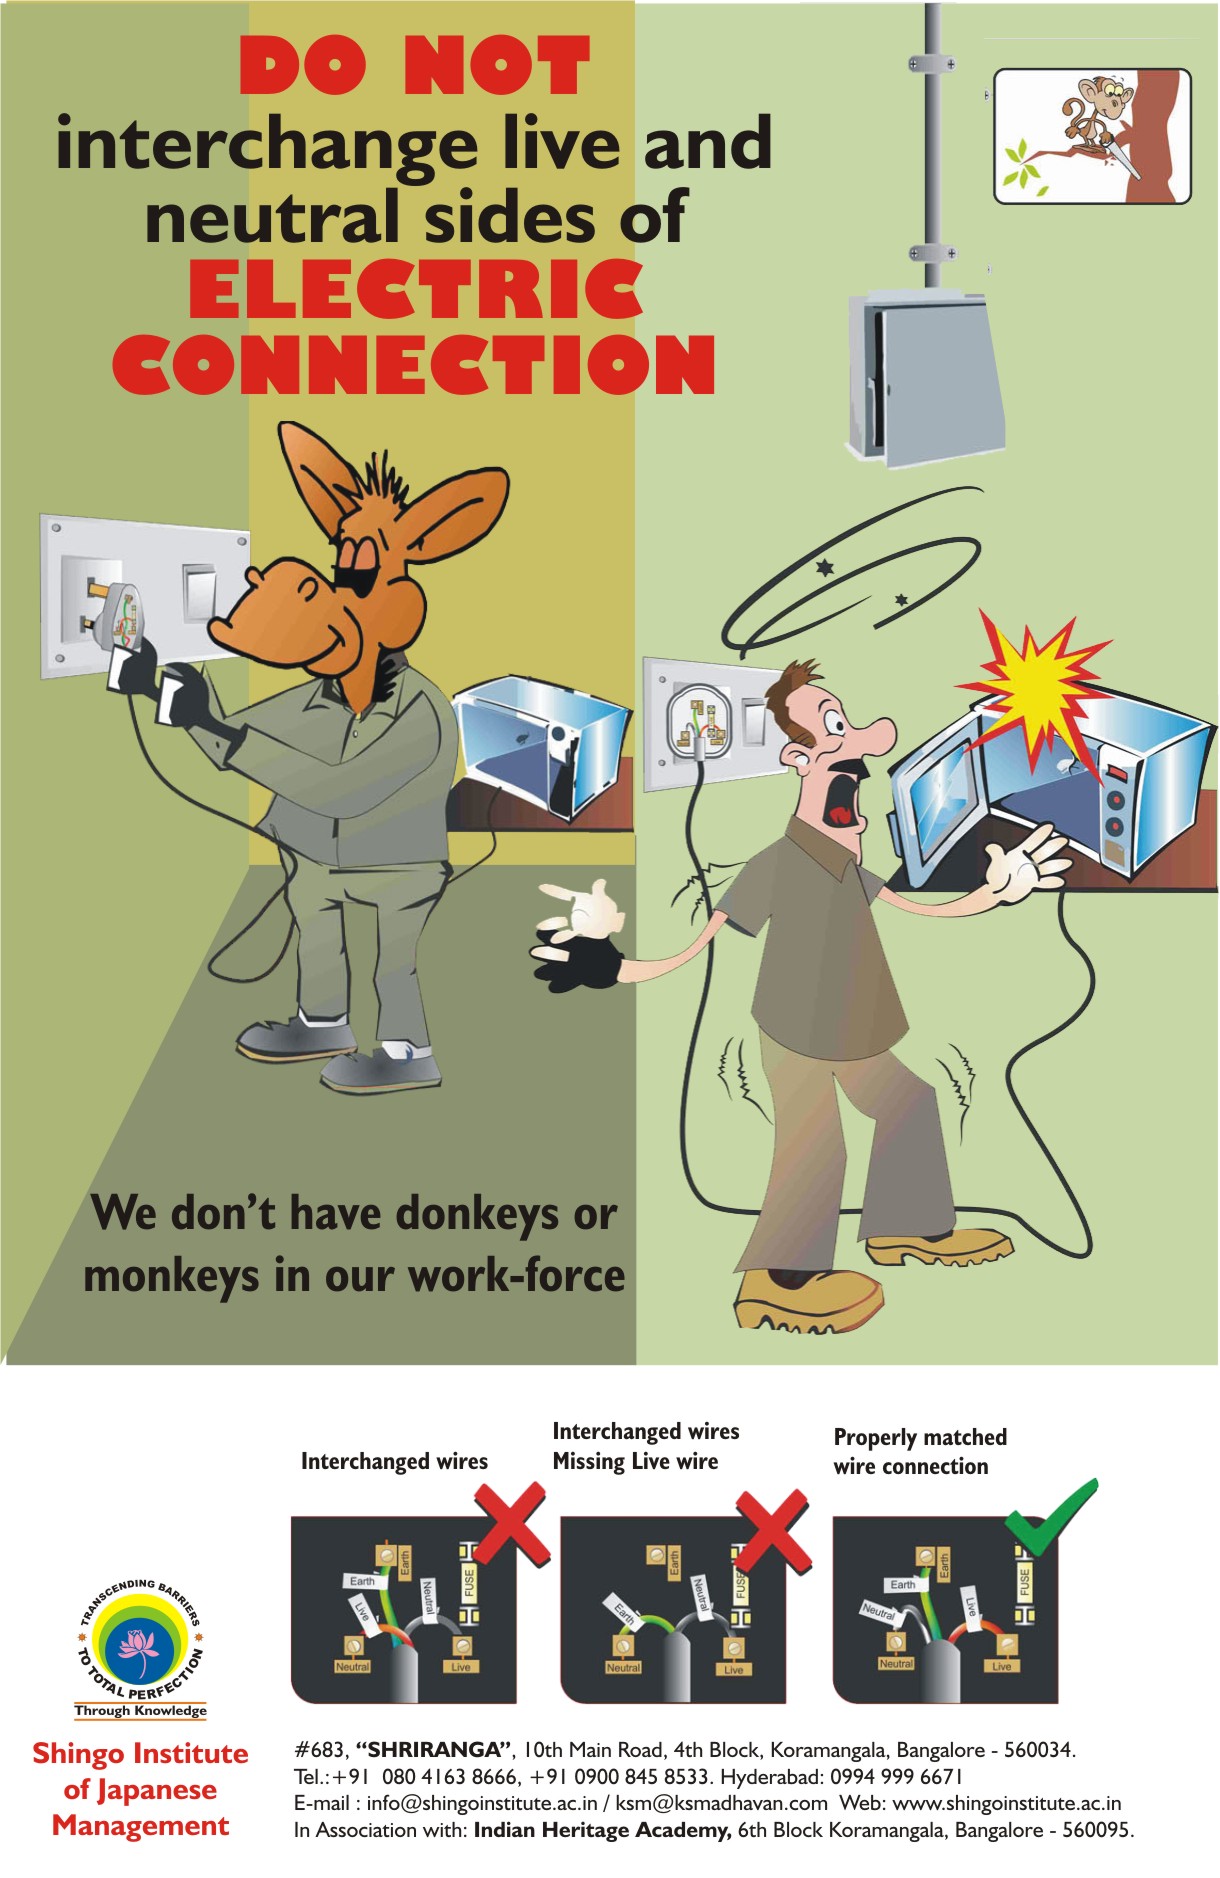 DO NOT
interchange live and
neutral sides of
ELECTRIC
CONNECTION
We don't have donkeys or
monkeys in our work-force
Interchanged wires
Interchanged wires
Missing Live wire
Properly matched
wire connection
Earth
Earth
Live
Neutral
FUSE
Neutral
Live
Earth
Earth
Neutral
FUSE
Neutral
Live
Earth
Earth
Neutral
Live
FUSE
Neutral
Live
TRANSCENDING BARRIERS
TO TOTAL PERFECTION
Through Knowledge
Shingo Institute
of Japanese
Management
#683, “SHRIRANGA”, 10th Main Road, 4th Block, Koramangala, Bangalore - 560034.
Tel.:+91 080 4163 8666, +91 0900 845 8533. Hyderabad: 0994 999 6671
E-mail : info@shingoinstitute.ac.in / ksm@ksmadhavan.com Web: www.shingoinstitute.ac.in
In Association with: Indian Heritage Academy, 6th Block Koramangala, Bangalore - 560095.